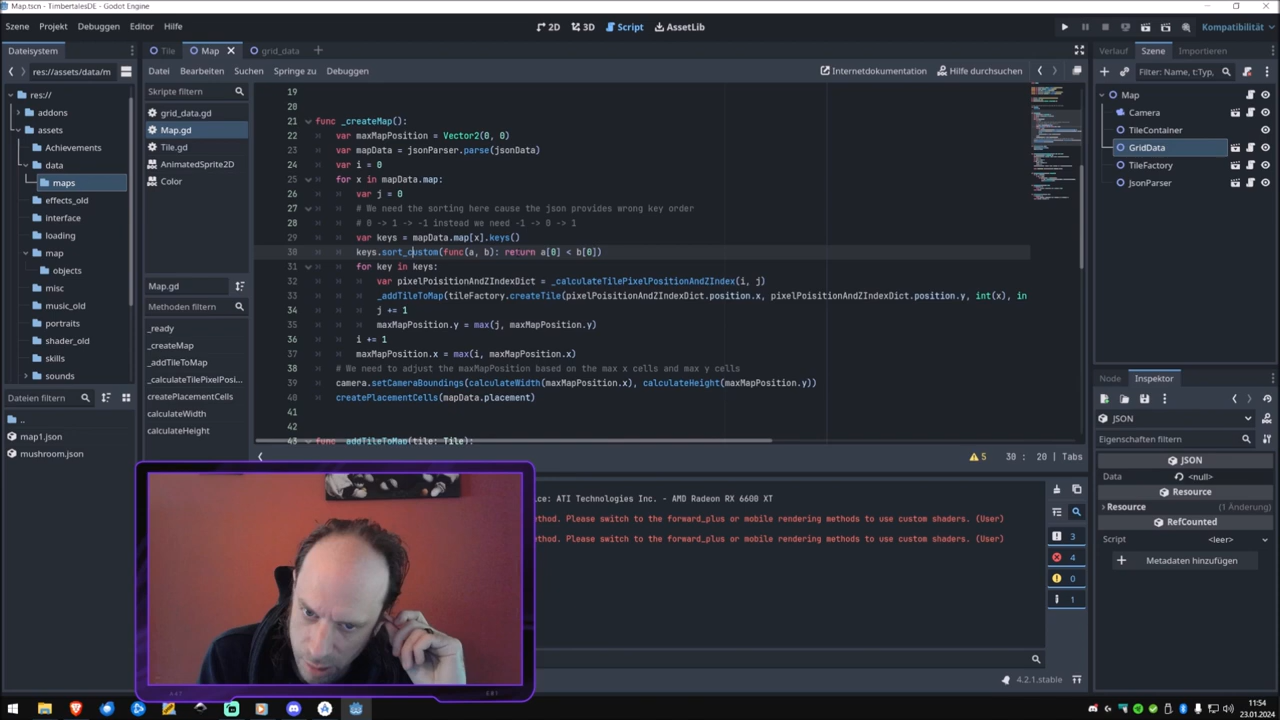 Map.tscn - TimbertalesDE - Godot Engine
Szene Projekt Debuggen Editor Hilfe
2D 3D Script AssetLib
Kompatibilität
Dateisystem
res://assets/data/m
res://
addons
assets
Achievements
data
maps
effects_old
interface
loading
map
objects
misc
music_old
portraits
shader_old
skills
sounds
Dateien filtern
..
map1.json
mushroom.json
Tile Map grid_data
Datei Bearbeiten Suchen Springe zu Debuggen
Internetdokumentation Hilfe durchsuchen
Skripte filtern
grid_data.gd
Map.gd
Tile.gd
AnimatedSprite2D
Color
Map.gd
Methoden filtern
_ready
_createMap
_addTileToMap
_calculateTilePixelPosi...
createPlacementCells
calculateWidth
calculateHeight
19
20
21 func _createMap():
22 var maxMapPosition = Vector2(0, 0)
23 var mapData = jsonParser.parse(jsonData)
24 var i = 0
25 for x in mapData.map:
26 var j = 0
27 # We need the sorting here cause the json provides wrong key order
28 # 0 -> 1 -> -1 instead we need -1 -> 0 -> 1
29 var keys = mapData.map[x].keys()
30 keys.sort_custom(func(a, b): return a[0] < b[0])
31 for key in keys:
32 var pixelPoisitionAndZIndexDict = _calculateTilePixelPositionAndZIndex(i, j)
33 _addTileToMap(tileFactory.createTile(pixelPoisitionAndZIndexDict.position.x, pixelPoisitionAndZIndexDict.position.y, int(x), in
34 j += 1
35 maxMapPosition.y = max(j, maxMapPosition.y)
36 i += 1
37 maxMapPosition.x = max(i, maxMapPosition.x)
38 # We need to adjust the maxMapPosition based on the max x cells and max y cells
39 camera.setCameraBoundings(calculateWidth(maxMapPosition.x), calculateHeight(maxMapPosition.y))
40 createPlacementCells(mapData.placement)
41
42
43 func _addTileToMap(tile: Tile):
5 30 : 20 | Tabs
ice: ATI Technologies Inc. - AMD Radeon RX 6600 XT
ethod. Please switch to the forward_plus or mobile rendering methods to use custom shaders. (User)
ethod. Please switch to the forward_plus or mobile rendering methods to use custom shaders. (User)
3
4
0
1
4.2.1.stable
Verlauf Szene Importieren
Filter: Name, t:Typ,
Map
Camera
TileContainer
GridData
TileFactory
JsonParser
Node Inspektor
JSON
Eigenschaften filtern
JSON
Data <null>
Resource
Resource (1 Änderung)
RefCounted
Script <leer>
Metadaten hinzufügen
11:54
23.01.2024